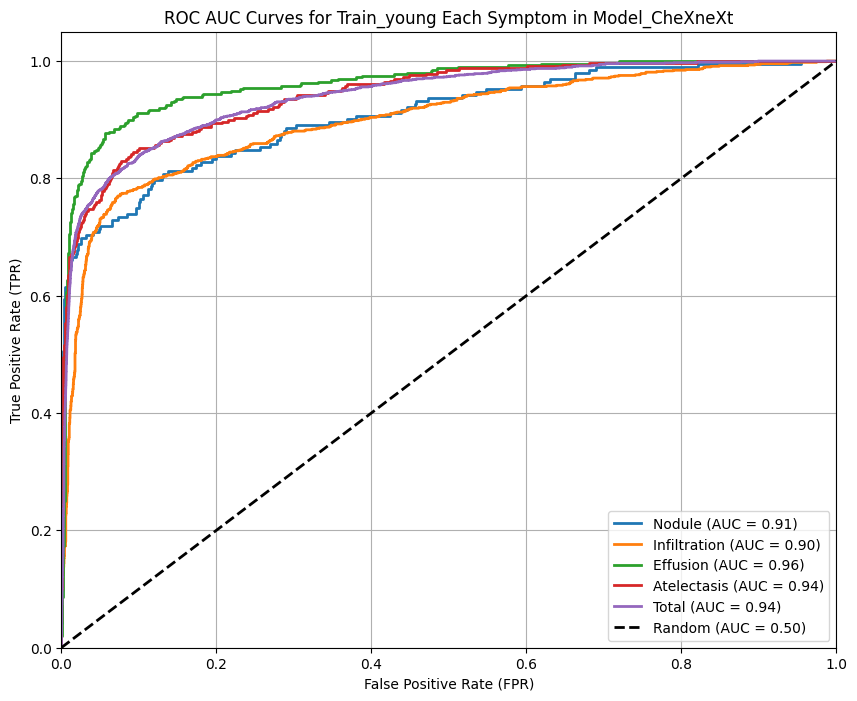 ROC AUC Curves for Train_young Each Symptom in Model_CheXneXt
True Positive Rate (TPR)
1.0
0.8
0.6
0.4
0.2
0.0
0.0 0.2 0.4 0.6 0.8 1.0
False Positive Rate (FPR)
Nodule (AUC = 0.91)
Infiltration (AUC = 0.90)
Effusion (AUC = 0.96)
Atelectasis (AUC = 0.94)
Total (AUC = 0.94)
Random (AUC = 0.50)